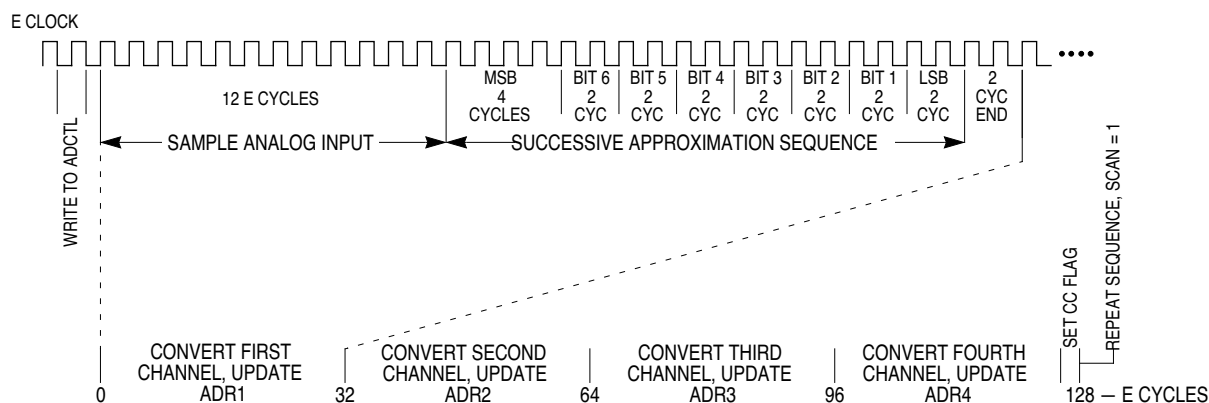 E CLOCK
MSB
4
CYCLES
BIT 6
2
CYC
BIT 5
2
CYC
BIT 4
2
CYC
BIT 3
2
CYC
BIT 2
2
CYC
BIT 1
2
CYC
LSB
2
CYC
2
CYC
END
12 E CYCLES
WRITE TO ADCTL
SAMPLE ANALOG INPUT
SUCCESSIVE APPROXIMATION SEQUENCE
CONVERT FIRST
CHANNEL, UPDATE
ADR1
CONVERT SECOND
CHANNEL, UPDATE
ADR2
CONVERT THIRD
CHANNEL, UPDATE
ADR3
CONVERT FOURTH
CHANNEL, UPDATE
ADR4
SET CC FLAG
REPEAT SEQUENCE, SCAN = 1
0
32
64
96
128 — E CYCLES